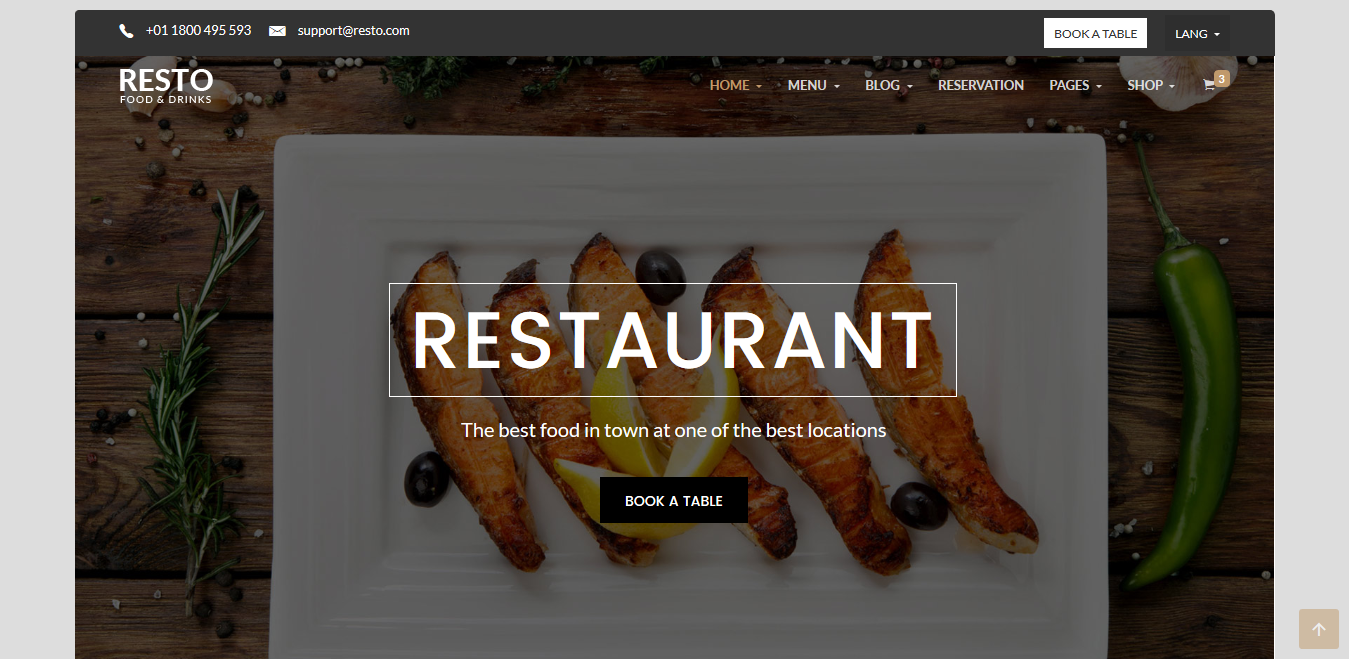 +01 1800 495 593 support@resto.com BOOK A TABLE LANG
RESTO
FOOD & DRINKS
HOME MENU BLOG RESERVATION PAGES SHOP 3
RESTAURANT
The best food in town at one of the best locations
BOOK A TABLE